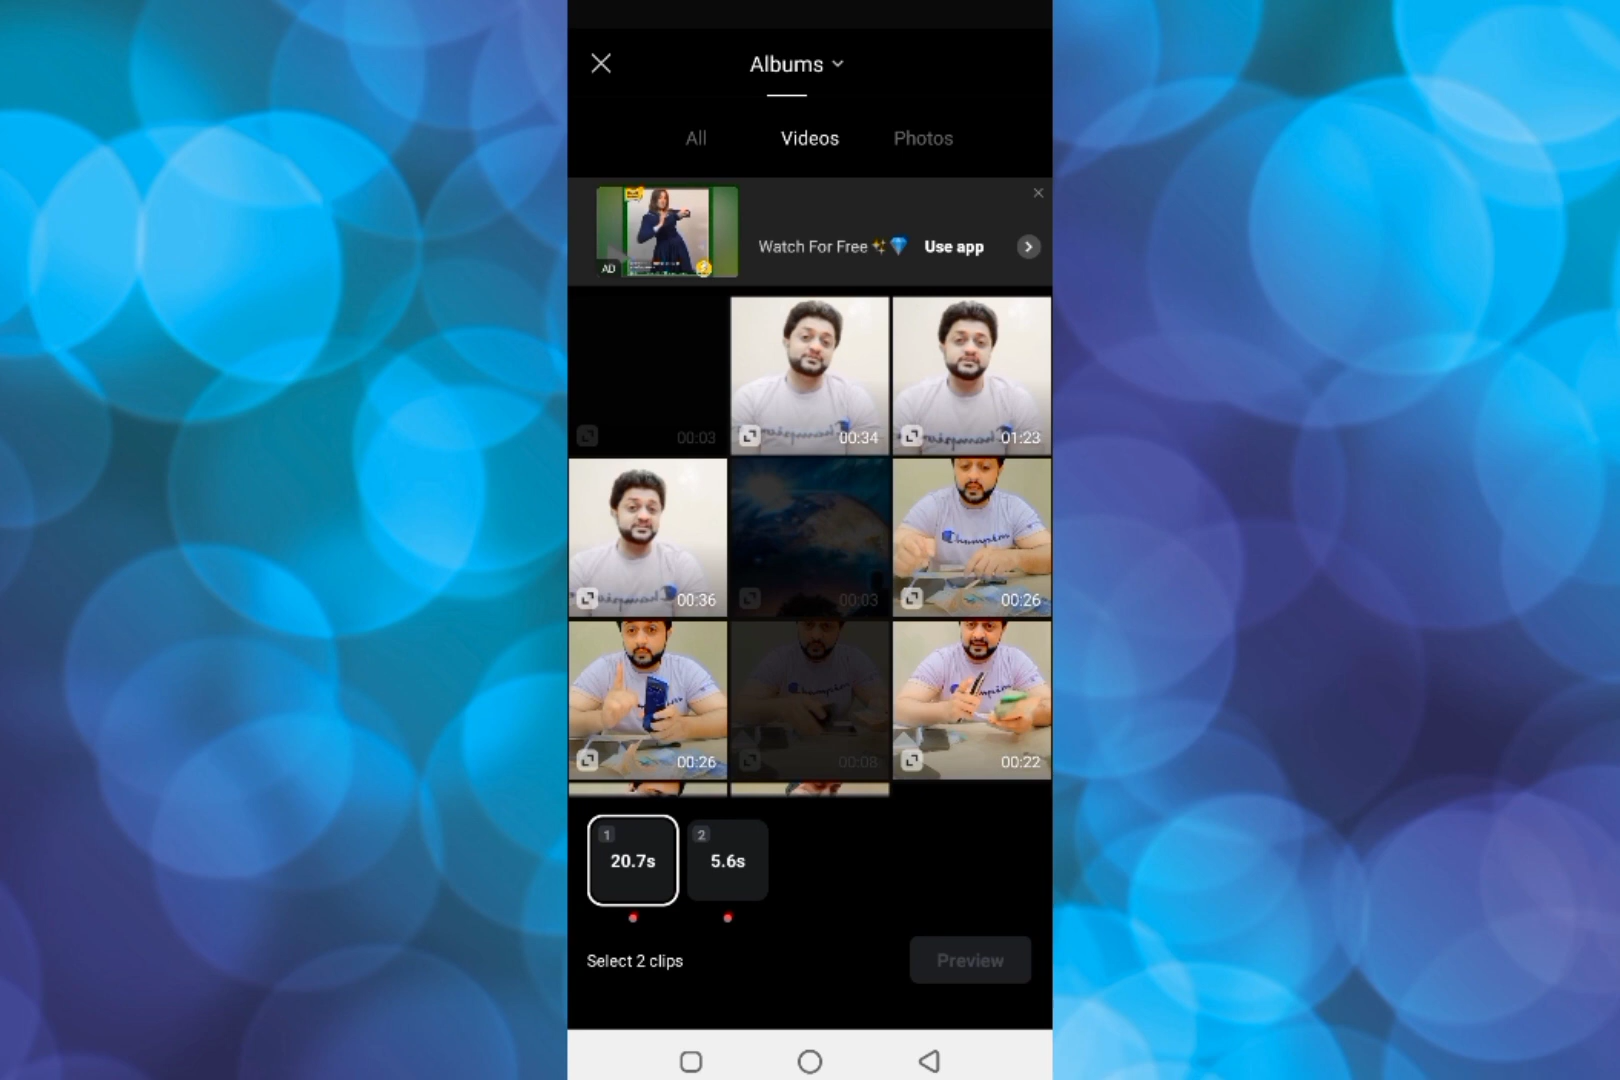 Albums
All Videos Photos
AD
Watch For Free Use app
00:03 00:34 01:23
00:36 00:03 00:26
Champion
00:26 00:08 00:22
1 2
20.7s 5.6s
Select 2 clips Preview